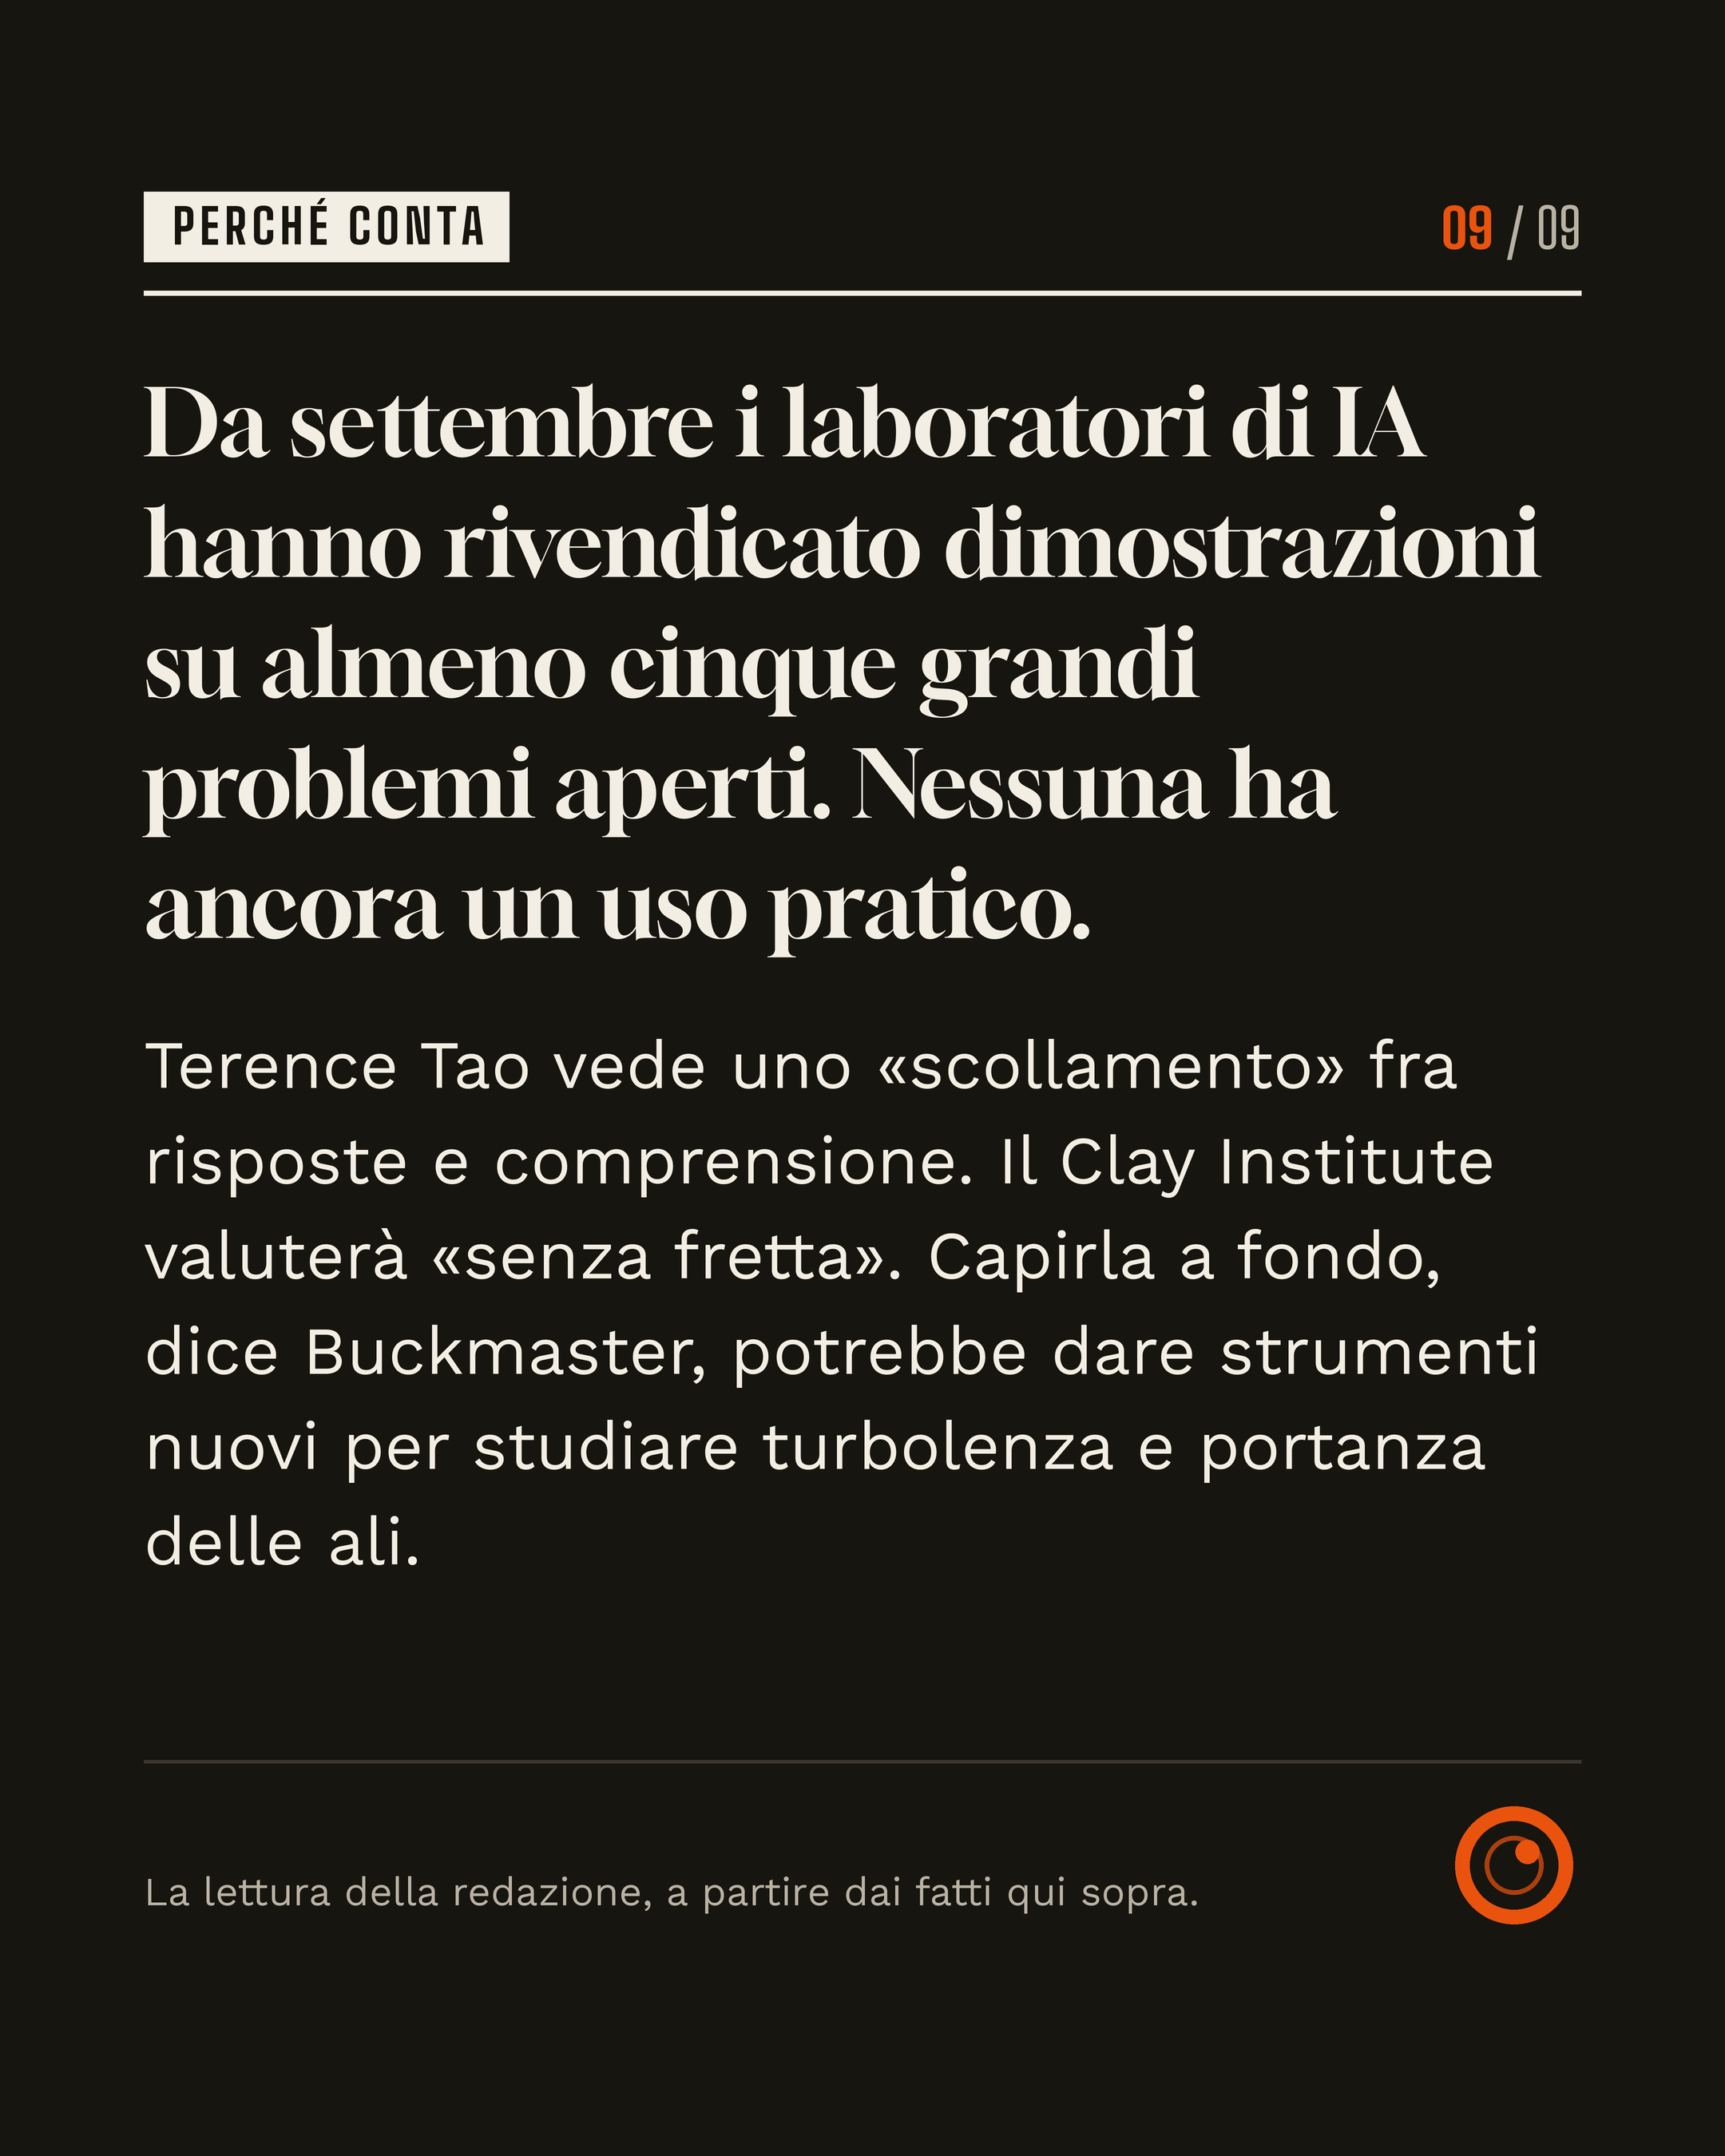 PERCHÉ CONTA
09 / 09
Da settembre i laboratori di IA
hanno rivendicato dimostrazioni
su almeno cinque grandi
problemi aperti. Nessuna ha
ancora un uso pratico.
Terence Tao vede uno «scollamento» fra
risposte e comprensione. Il Clay Institute
valuterà «senza fretta». Capirla a fondo,
dice Buckmaster, potrebbe dare strumenti
nuovi per studiare turbolenza e portanza
delle ali.
La lettura della redazione, a partire dai fatti qui sopra.